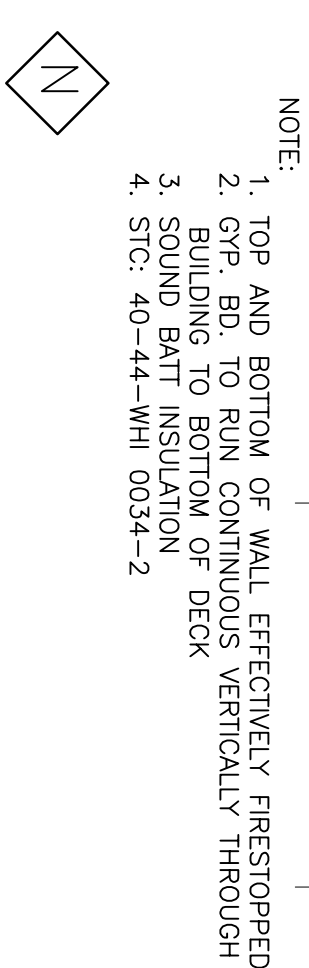 NOTE:
1. TOP AND BOTTOM OF WALL EFFECTIVELY FIRESTOPPED
2. GYP. BD. TO RUN CONTINUOUS VERTICALLY THROUGH
BUILDING TO BOTTOM OF DECK
3. SOUND BATT INSULATION
4. STC: 40-44-WHI 0034-2
N